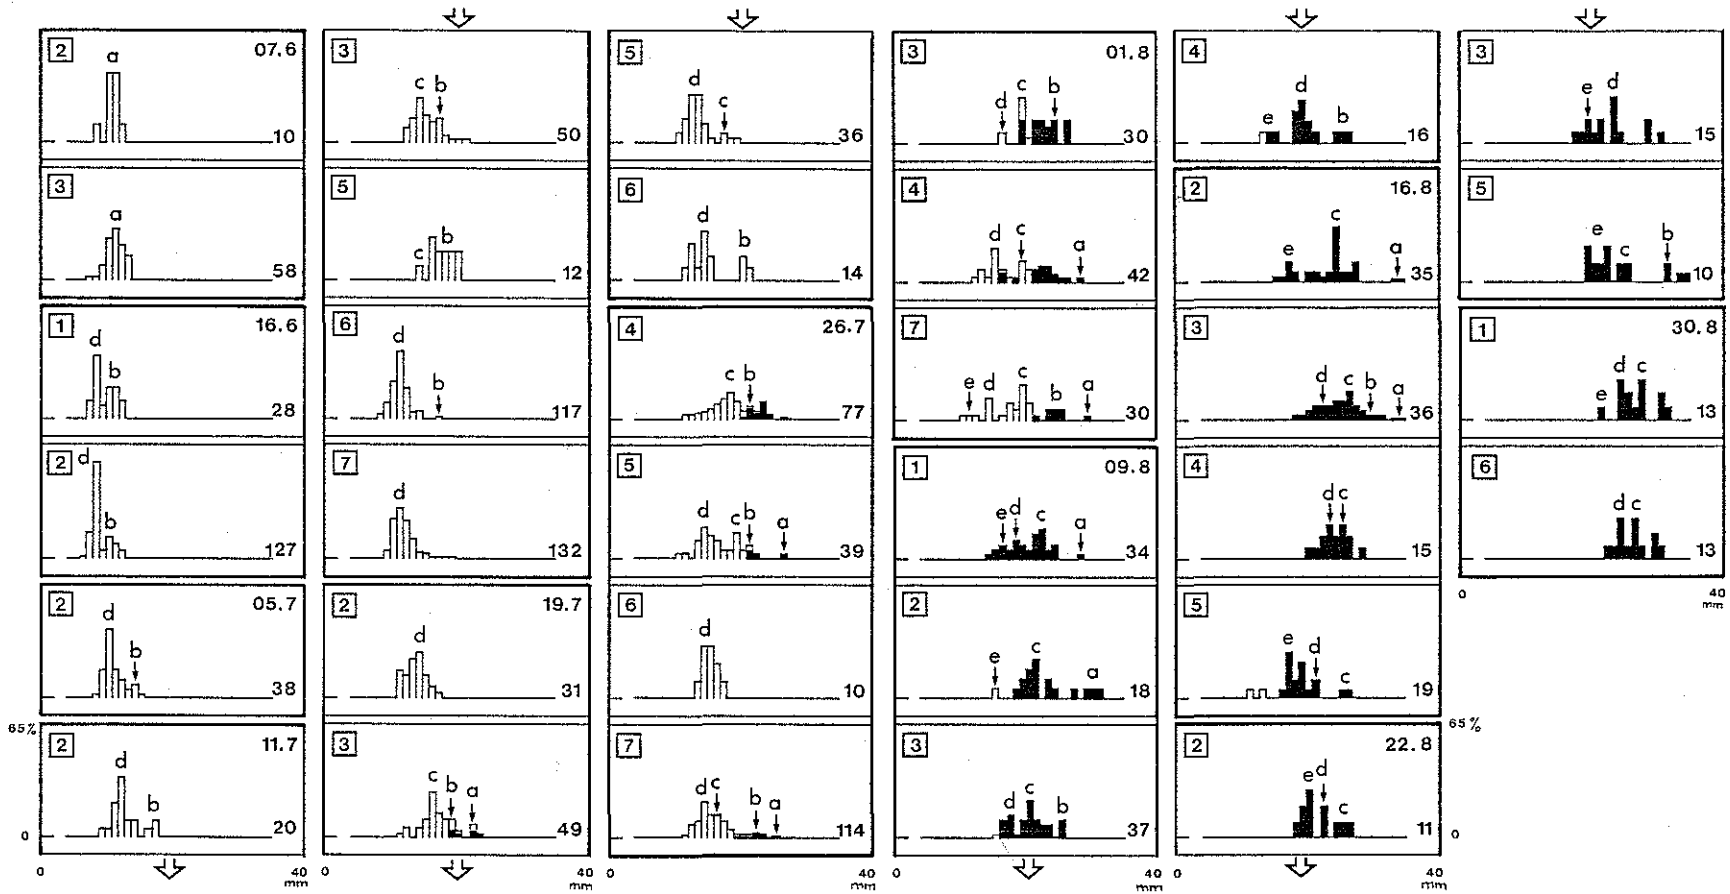 2 07.6
a
10
3
a
58
1 16.6
d
b
28
2
d
b
127
2 05.7
d
b
38
65%
2 11.7
d
b
20
0
0 40
mm
3
c b
50
5
c b
12
6
d
b
117
7
d
132
2 19.7
d
31
3
c b a
49
0 40
mm
5
d
c
36
6
d
b
14
4 26.7
c b
77
5
d c b a
39
6
d
10
7
d c b a
114
0 40
mm
3 01.8
d c b
30
4
d c a
42
7
e d c b a
30
1 09.8
e d c a
34
2
e c a
18
3
d c b
37
0 40
mm
4
e d b
16
2 16.8
e c a
35
3
d c b a
36
4
d c
15
5
e d c
19
65%
2 22.8
e d c
11
0
0 40
mm
3
e d
15
5
e c b
10
1 30.8
e d c
13
6
d c
13
0 40
mm